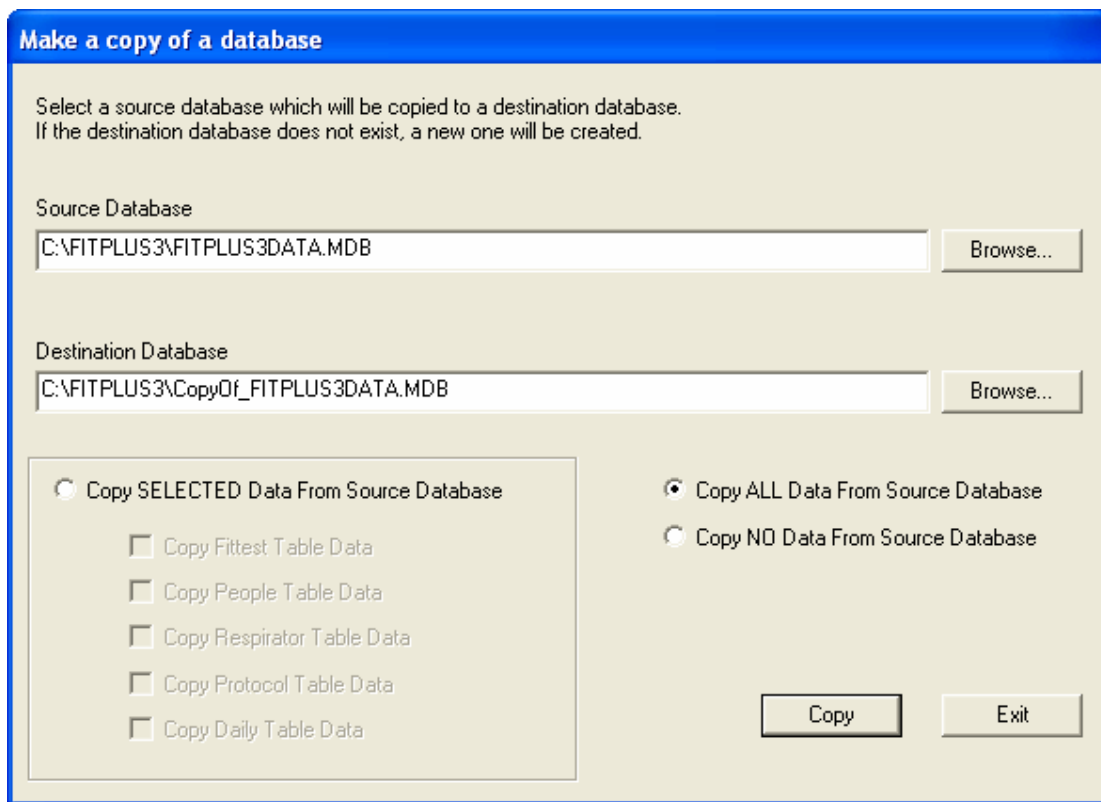 Make a copy of a database
Select a source database which will be copied to a destination database.
If the destination database does not exist, a new one will be created.
Source Database
C:\FITPLUS3\FITPLUS3DATA.MDB
Browse...
Destination Database
C:\FITPLUS3\CopyOf_FITPLUS3DATA.MDB
Browse...
Copy SELECTED Data From Source Database
Copy Fittest Table Data
Copy People Table Data
Copy Respirator Table Data
Copy Protocol Table Data
Copy Daily Table Data
Copy ALL Data From Source Database
Copy NO Data From Source Database
Copy
Exit